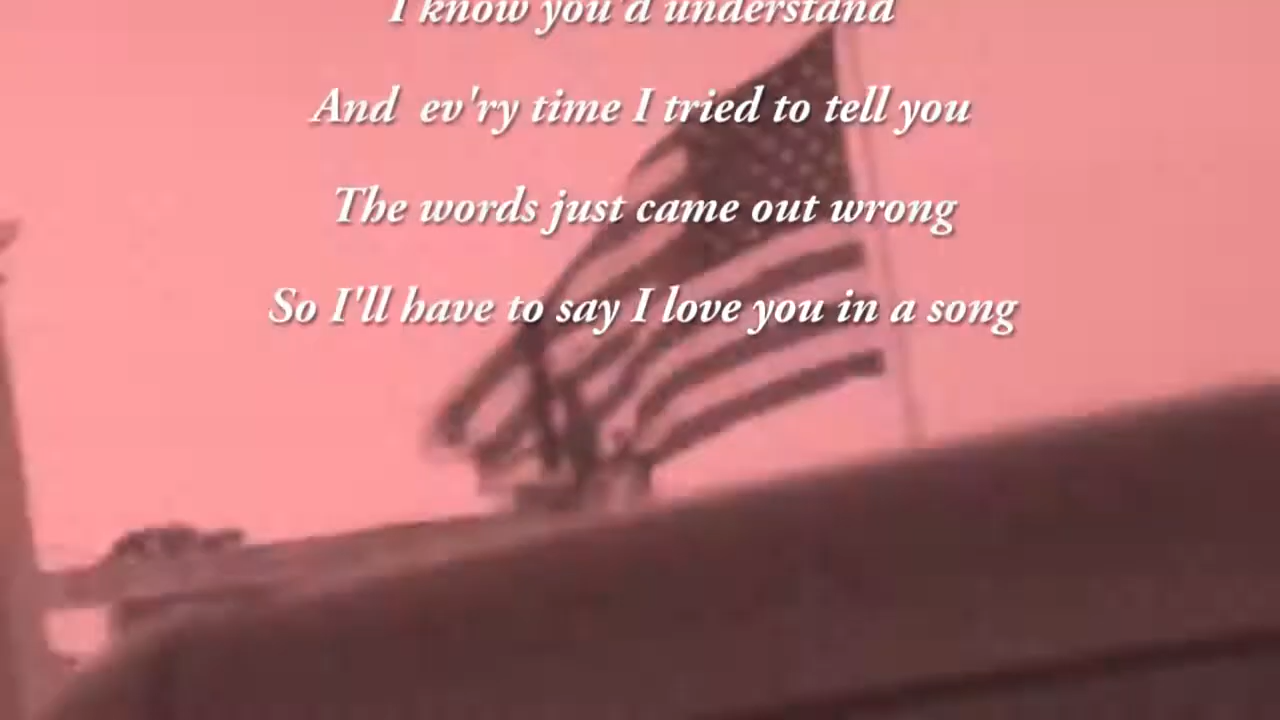 I know you'd understand
And ev'ry time I tried to tell you
The words just came out wrong
So I'll have to say I love you in a song